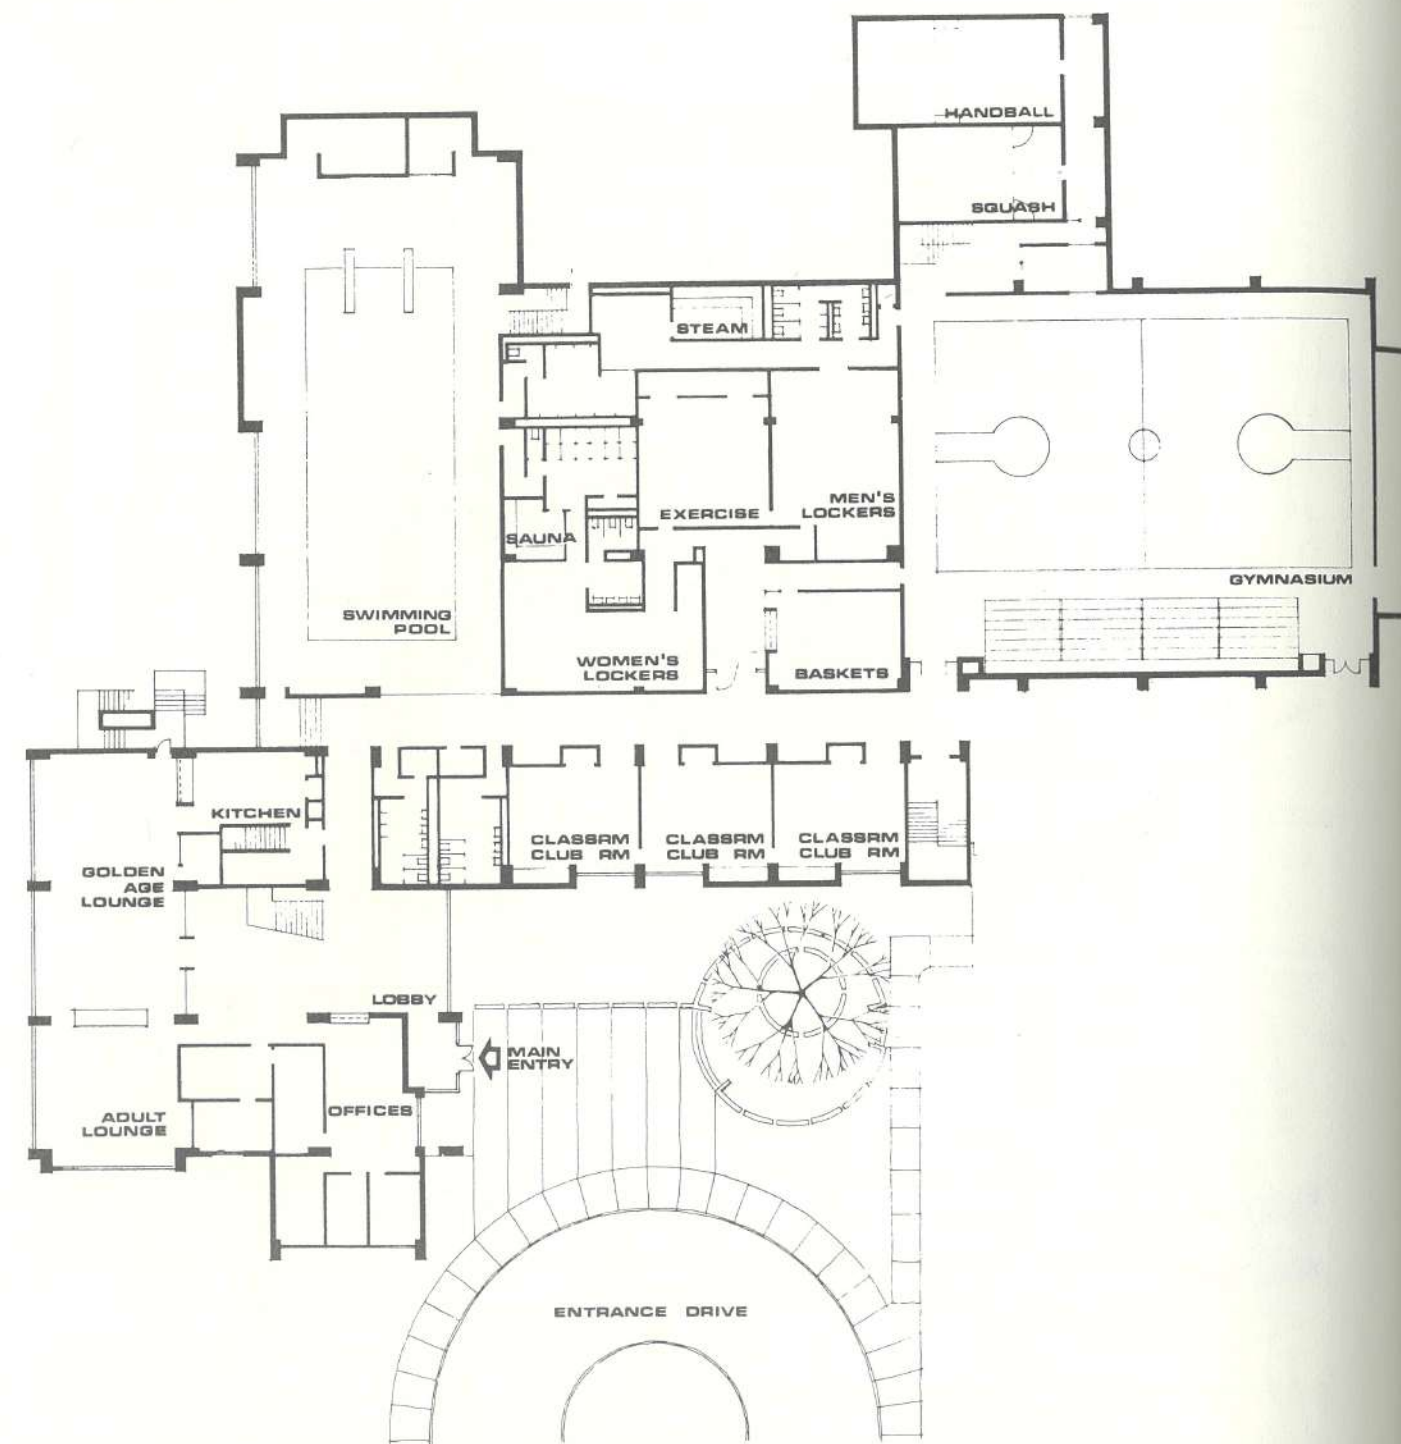 HANDBALL
SQUASH
STEAM
MEN'S
LOCKERS
EXERCISE
SAUNA
GYMNASIUM
SWIMMING
POOL
WOMEN'S
LOCKERS
BASKETS
KITCHEN
CLASSRM
CLUB RM
CLASSRM
CLUB RM
CLASSRM
CLUB RM
GOLDEN
AGE
LOUNGE
LOBBY
MAIN
ENTRY
OFFICES
ADULT
LOUNGE
ENTRANCE DRIVE